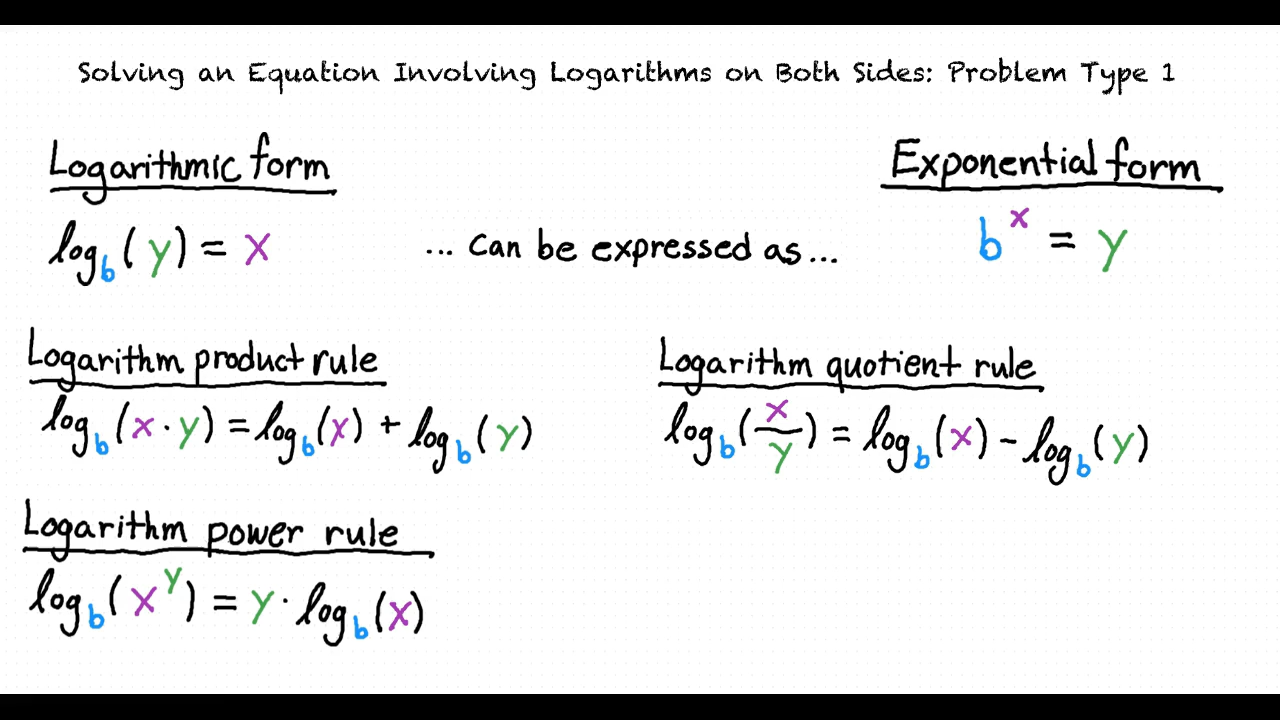 Solving an Equation Involving Logarithms on Both Sides: Problem Type 1
Logarithmic form
Exponential form
log_b(y) = x
... can be expressed as ...
b^x = y
Logarithm product rule
log_b(x · y) = log_b(x) + log_b(y)
Logarithm quotient rule
log_b(x/y) = log_b(x) - log_b(y)
Logarithm power rule
log_b(x^y) = y · log_b(x)